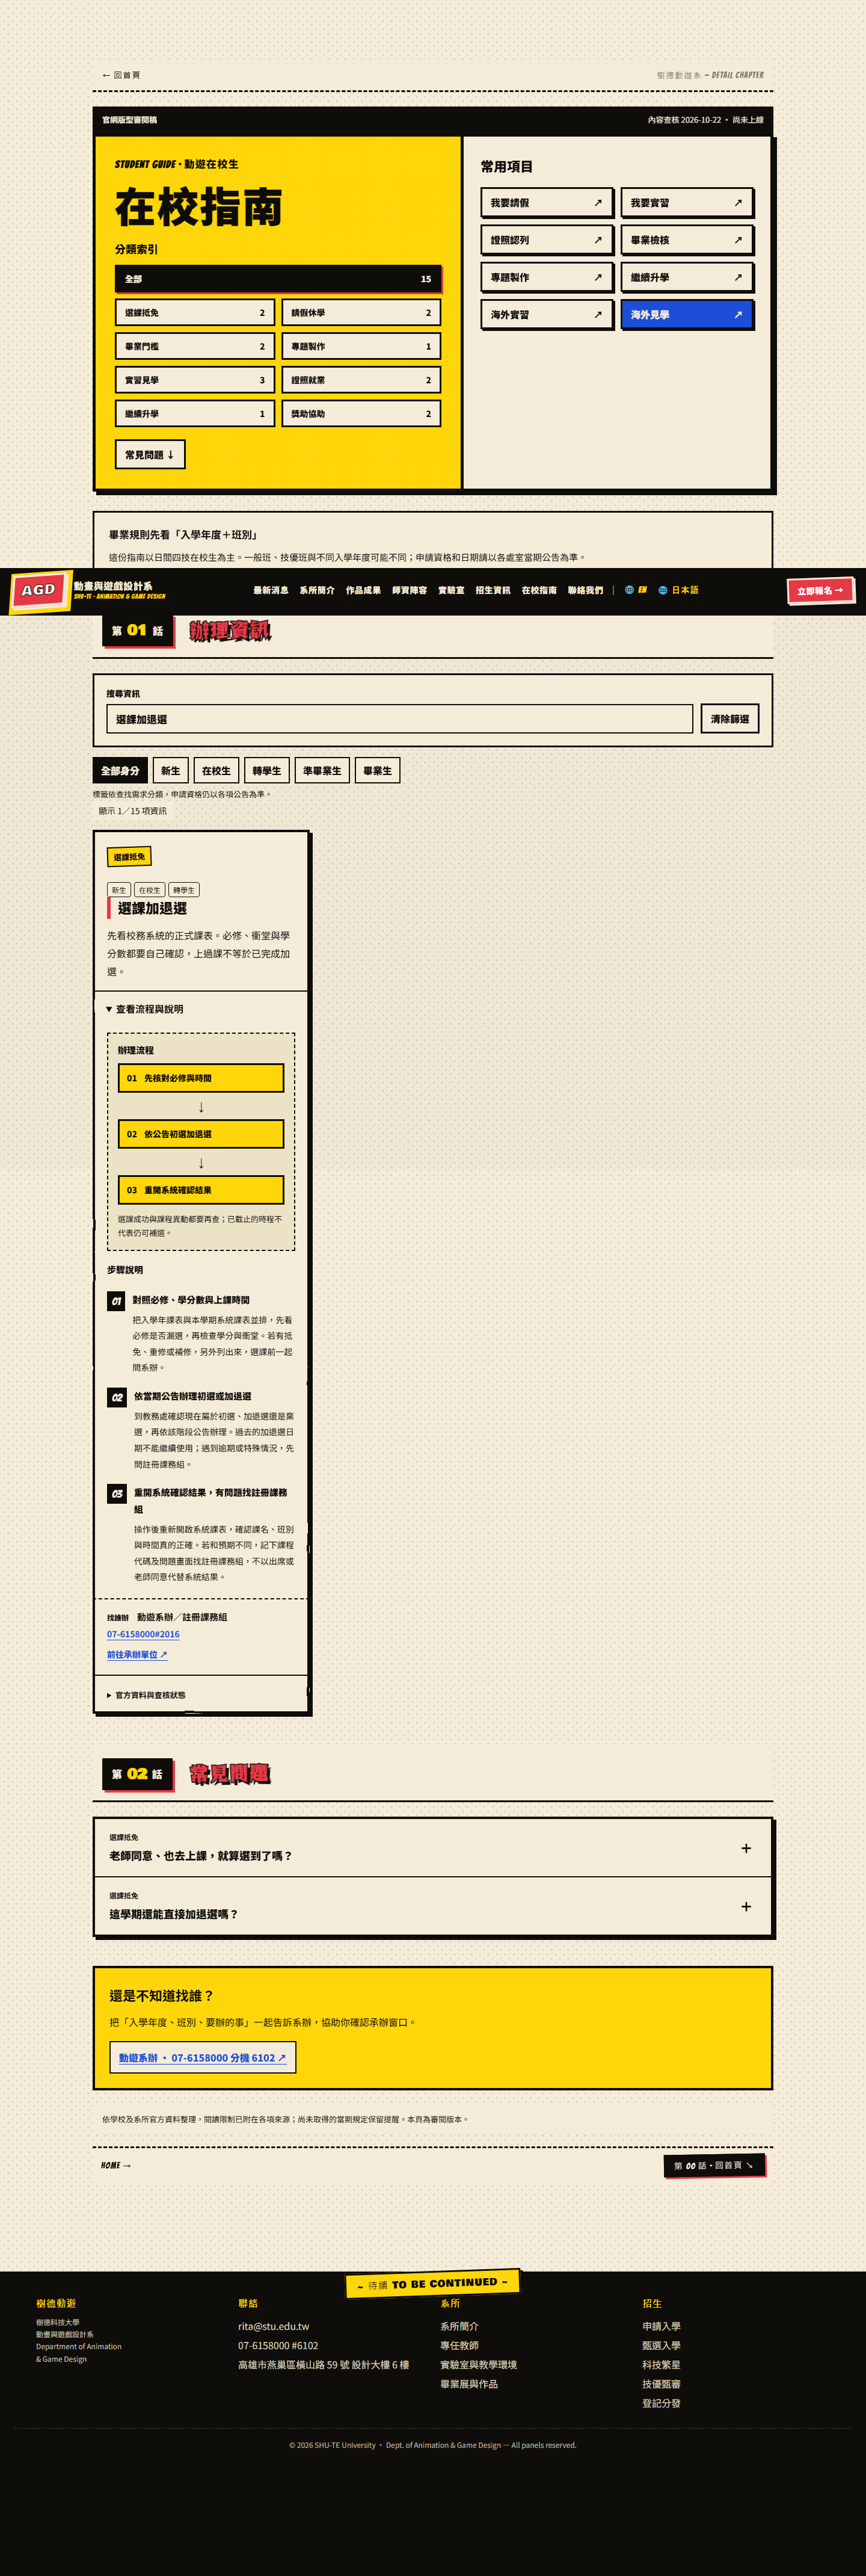 ← 回首頁
樹德動遊系 — DETAIL CHAPTER
官網版型審閱稿
內容查核 2026-10-22 · 尚未上線
STUDENT GUIDE · 動遊在校生
在校指南
分類索引
全部 15
選課抵免 2
請假休學 2
畢業門檻 2
專題製作 1
實習見學 3
證照就業 2
繼續升學 1
獎助協助 2
常見問題 ↓
常用項目
我要請假 ↗
我要實習 ↗
證照認列 ↗
畢業檢核 ↗
專題製作 ↗
繼續升學 ↗
海外實習 ↗
海外見學 ↗
畢業規則先看「入學年度＋班別」
這份指南以日間四技在校生為主。一般班、技優班與不同入學年度可能不同；申請資格和日期請以各處室當期公告為準。
AGD
動畫與遊戲設計系
SHU-TE · ANIMATION & GAME DESIGN
最新消息 系所簡介 作品成果 師資陣容 實驗室 招生資訊 在校指南 聯絡我們 | EN 日本語
立即報名 →
第 01 話
辦理資訊
搜尋資訊
選課加退選
清除篩選
全部身分 新生 在校生 轉學生 準畢業生 畢業生
標籤依查找需求分類，申請資格仍以各項公告為準。
顯示 1／15 項資訊
選課抵免
新生 在校生 轉學生
選課加退選
先看校務系統的正式課表。必修、衝堂與學
分數都要自己確認，上過課不等於已完成加
選。
▼ 查看流程與說明
辦理流程
01 先核對必修與時間
↓
02 依公告初選加退選
↓
03 重開系統確認結果
選課成功與課程異動都要再查；已截止的時程不
代表仍可補選。
步驟說明
01 對照必修、學分數與上課時間
把入學年課表與本學期系統課表並排，先看
必修是否漏選，再檢查學分與衝堂。若有抵
免、重修或補修，另外列出來，選課前一起
問系辦。
02 依當期公告辦理初選或加退選
到教務處確認現在屬於初選、加退選還是棄
選，再依該階段公告辦理。過去的加退選日
期不能繼續使用；遇到逾期或特殊情況，先
問註冊課務組。
03 重開系統確認結果，有問題找註冊課務
組
操作後重新開啟系統課表，確認課名、班別
與時間真的正確。若和預期不同，記下課程
代碼及問題畫面找註冊課務組，不以出席或
老師同意代替系統結果。
找誰辦 動遊系辦／註冊課務組
07-6158000#2016
前往承辦單位 ↗
▶ 官方資料與查核狀態
第 02 話
常見問題
選課抵免
老師同意、也去上課，就算選到了嗎？
+
選課抵免
這學期還能直接加退選嗎？
+
還是不知道找誰？
把「入學年度、班別、要辦的事」一起告訴系辦，協助你確認承辦窗口。
動遊系辦 · 07-6158000 分機 6102 ↗
依學校及系所官方資料整理，閱讀限制已附在各項來源；尚未取得的當期規定保留提醒。本頁為審閱版本。
HOME →
第 00 話 · 回首頁 ↘
~ 待續 TO BE CONTINUED ~
樹德動遊
樹德科技大學
動畫與遊戲設計系
Department of Animation
& Game Design
聯絡
rita@stu.edu.tw
07-6158000 #6102
高雄市燕巢區橫山路 59 號 設計大樓 6 樓
系所
系所簡介
專任教師
實驗室與教學環境
畢業展與作品
招生
申請入學
甄選入學
科技繁星
技優甄審
登記分發
© 2026 SHU-TE University · Dept. of Animation & Game Design — All panels reserved.